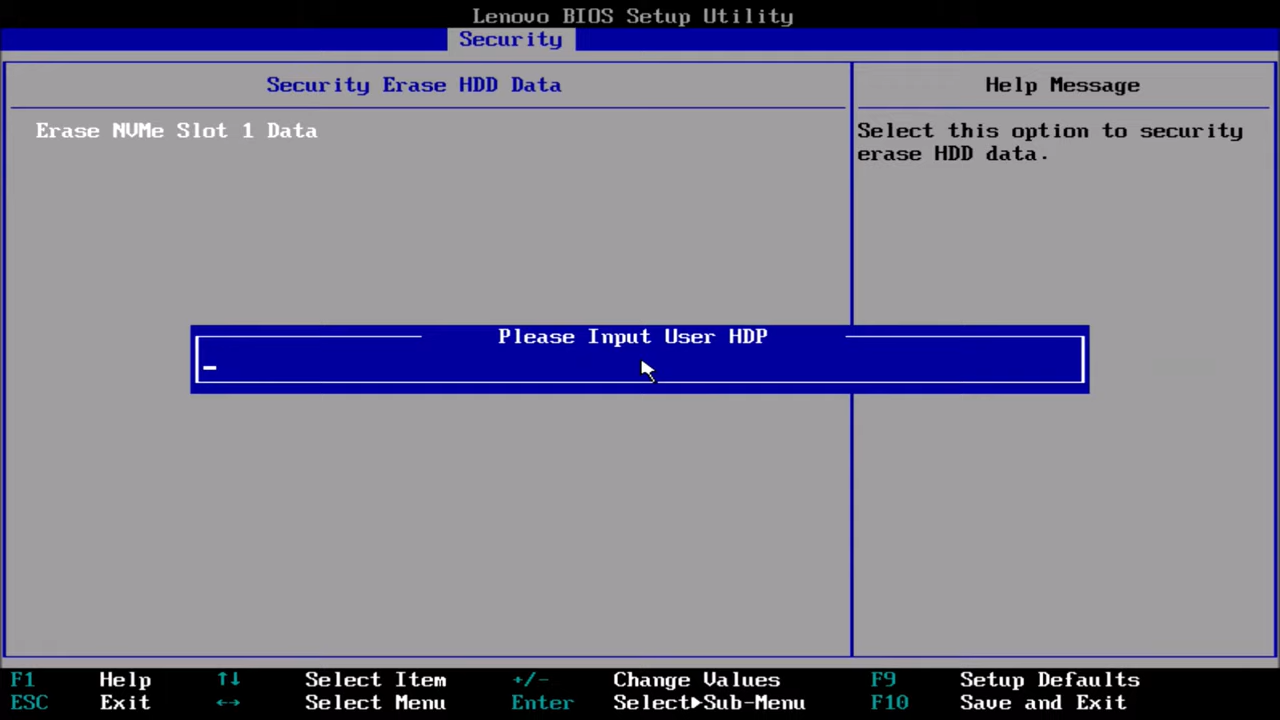 Lenovo BIOS Setup Utility
Security
Security Erase HDD Data
Help Message
Erase NVMe Slot 1 Data
Select this option to security
erase HDD data.
Please Input User HDP
F1 Help ↑↓ Select Item +/- Change Values F9 Setup Defaults
ESC Exit ↔ Select Menu Enter Select▶Sub-Menu F10 Save and Exit